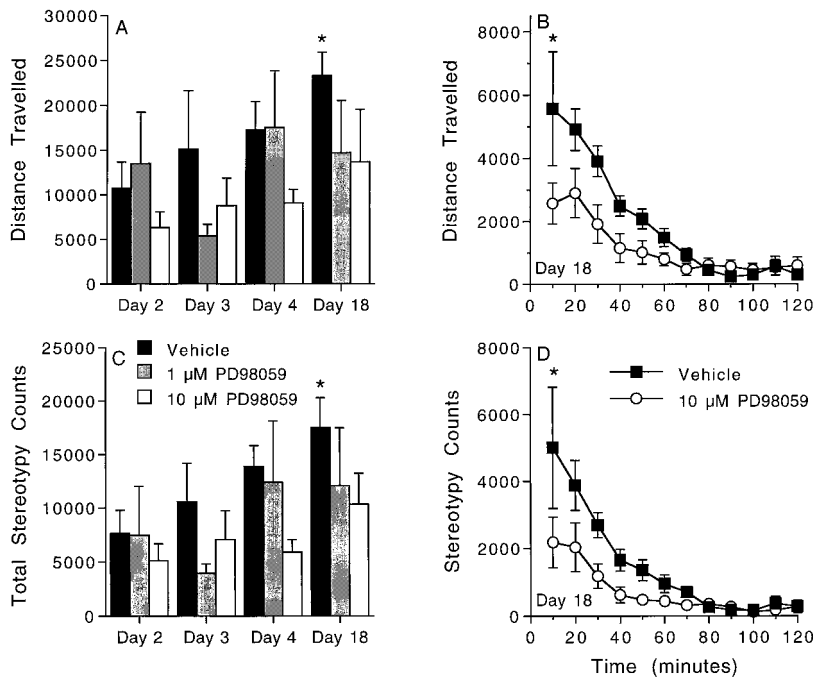 A
*
Distance Travelled
30000
25000
20000
15000
10000
5000
0
Day 2 Day 3 Day 4 Day 18
B
*
Distance Travelled
8000
6000
4000
2000
0
Day 18
0 20 40 60 80 100 120
C
Vehicle
1 µM PD98059
10 µM PD98059
*
Total Stereotypy Counts
25000
20000
15000
10000
5000
0
Day 2 Day 3 Day 4 Day 18
D
Vehicle
10 µM PD98059
*
Stereotypy Counts
8000
6000
4000
2000
0
Day 18
0 20 40 60 80 100 120
Time (minutes)